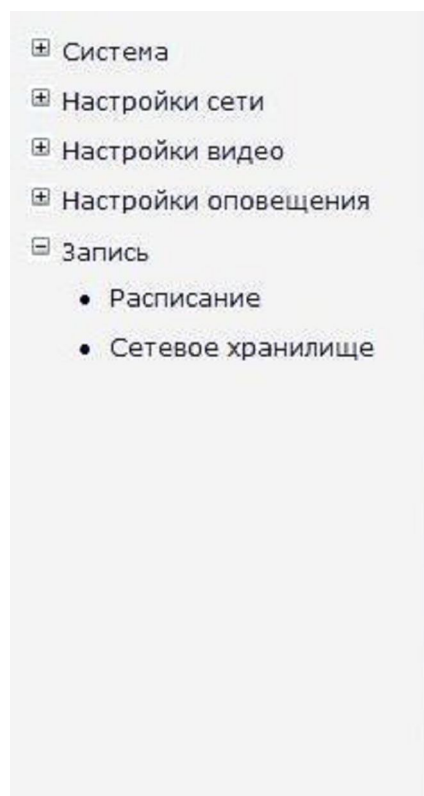 Система
Настройки сети
Настройки видео
Настройки оповещения
Запись
Расписание
Сетевое хранилище